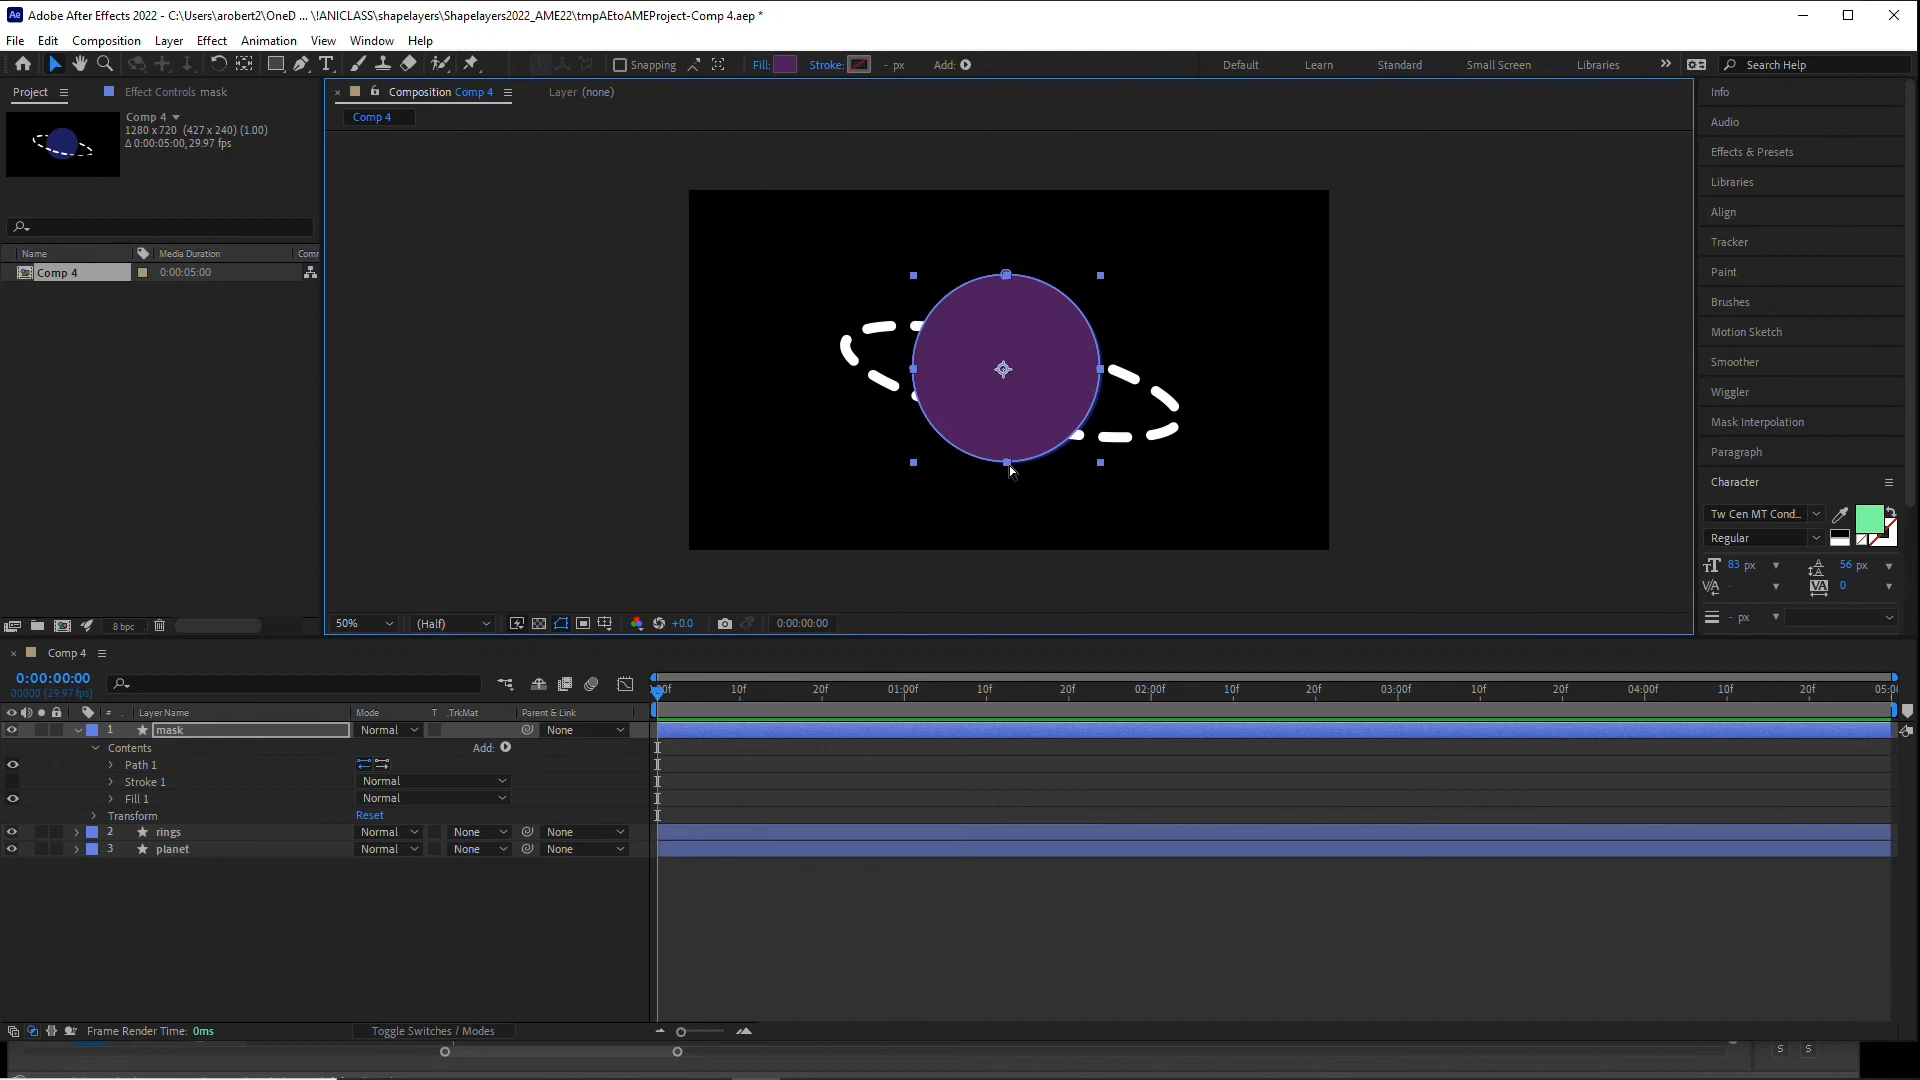 Adobe After Effects 2022 - C:\Users\arobert2\OneD ... \!ANICLASS\shapelayers\Shapelayers2022_AME22\tmpAEtoAMEProject-Comp 4.aep *
File Edit Composition Layer Effect Animation View Window Help
Snapping Fill: Stroke: - px Add: Default Learn Standard Small Screen Libraries Search Help
Project Effect Controls mask Composition Comp 4 Layer (none) Info
Comp 4
1280 x 720 (427 x 240) (1.00)
Δ 0:00:05:00, 29.97 fps
Comp 4
Audio
Effects & Presets
Libraries
Align
Tracker
Paint
Brushes
Motion Sketch
Smoother
Wiggler
Mask Interpolation
Paragraph
Character
Tw Cen MT Cond...
Regular
83 px 56 px
0
- px
Name Media Duration Comm
Comp 4 0:00:05:00
8 bpc
50% (Half) +0.0 0:00:00:00
Comp 4
0:00:00:00
00000 (29.97 fps)
00f 10f 20f 01:00f 10f 20f 02:00f 10f 20f 03:00f 10f 20f 04:00f 10f 20f 05:00
# Layer Name Mode T .TrkMat Parent & Link
1 mask Normal None
Contents Add:
Path 1
Stroke 1 Normal
Fill 1 Normal
Transform Reset
2 rings Normal None None
3 planet Normal None None
Frame Render Time: 0ms Toggle Switches / Modes
S S